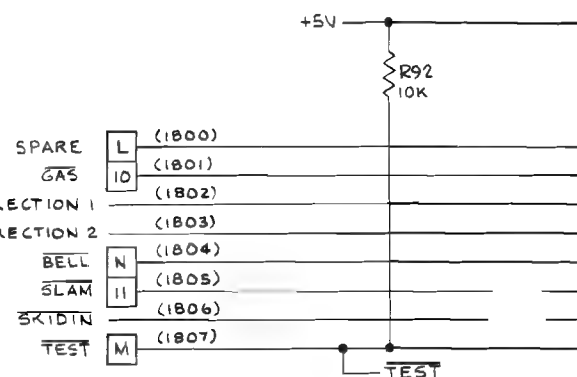 +5V
R92
10K
SPARE L (1800)
GAS 10 (1801)
LECTION 1 (1802)
LECTION 2 (1803)
BELL N (1804)
SLAM 11 (1805)
SKIDIN (1806)
TEST M (1807)
TEST